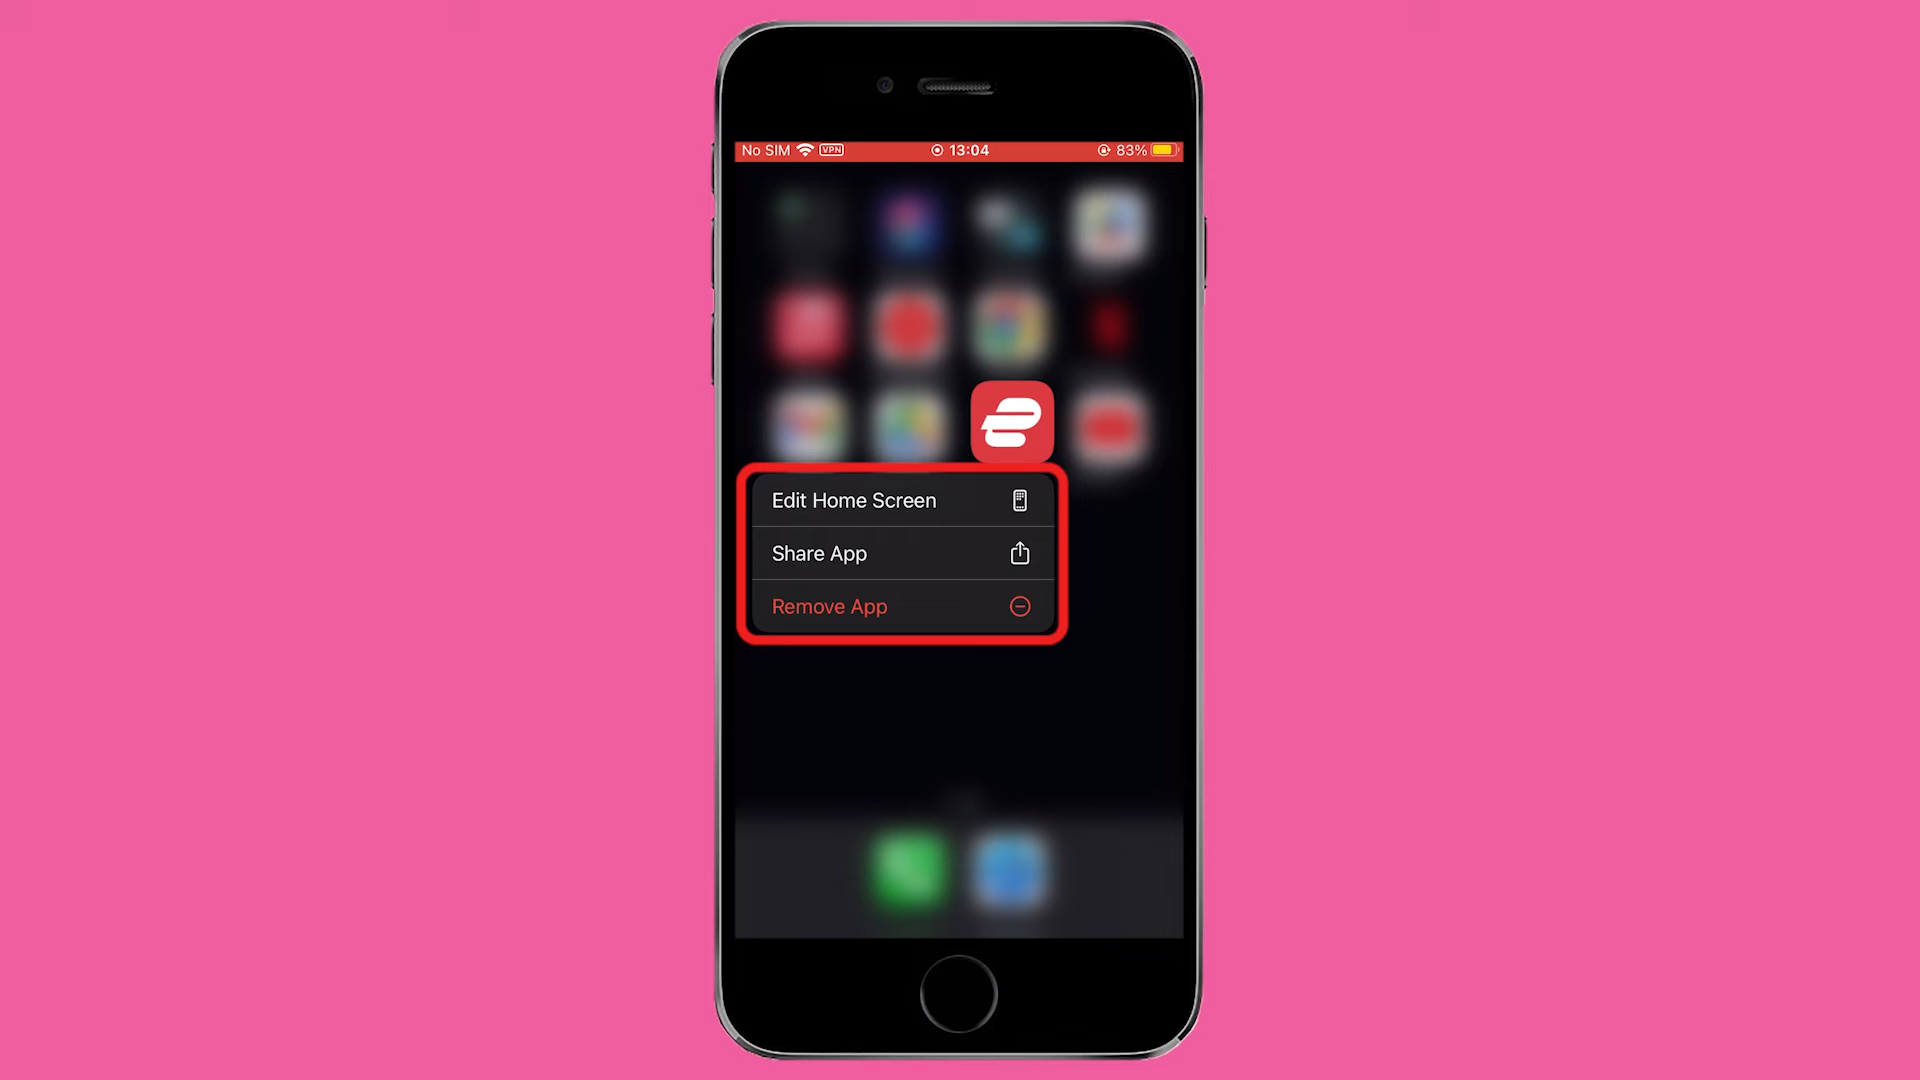 No SIM VPN 13:04 83%
Edit Home Screen
Share App
Remove App